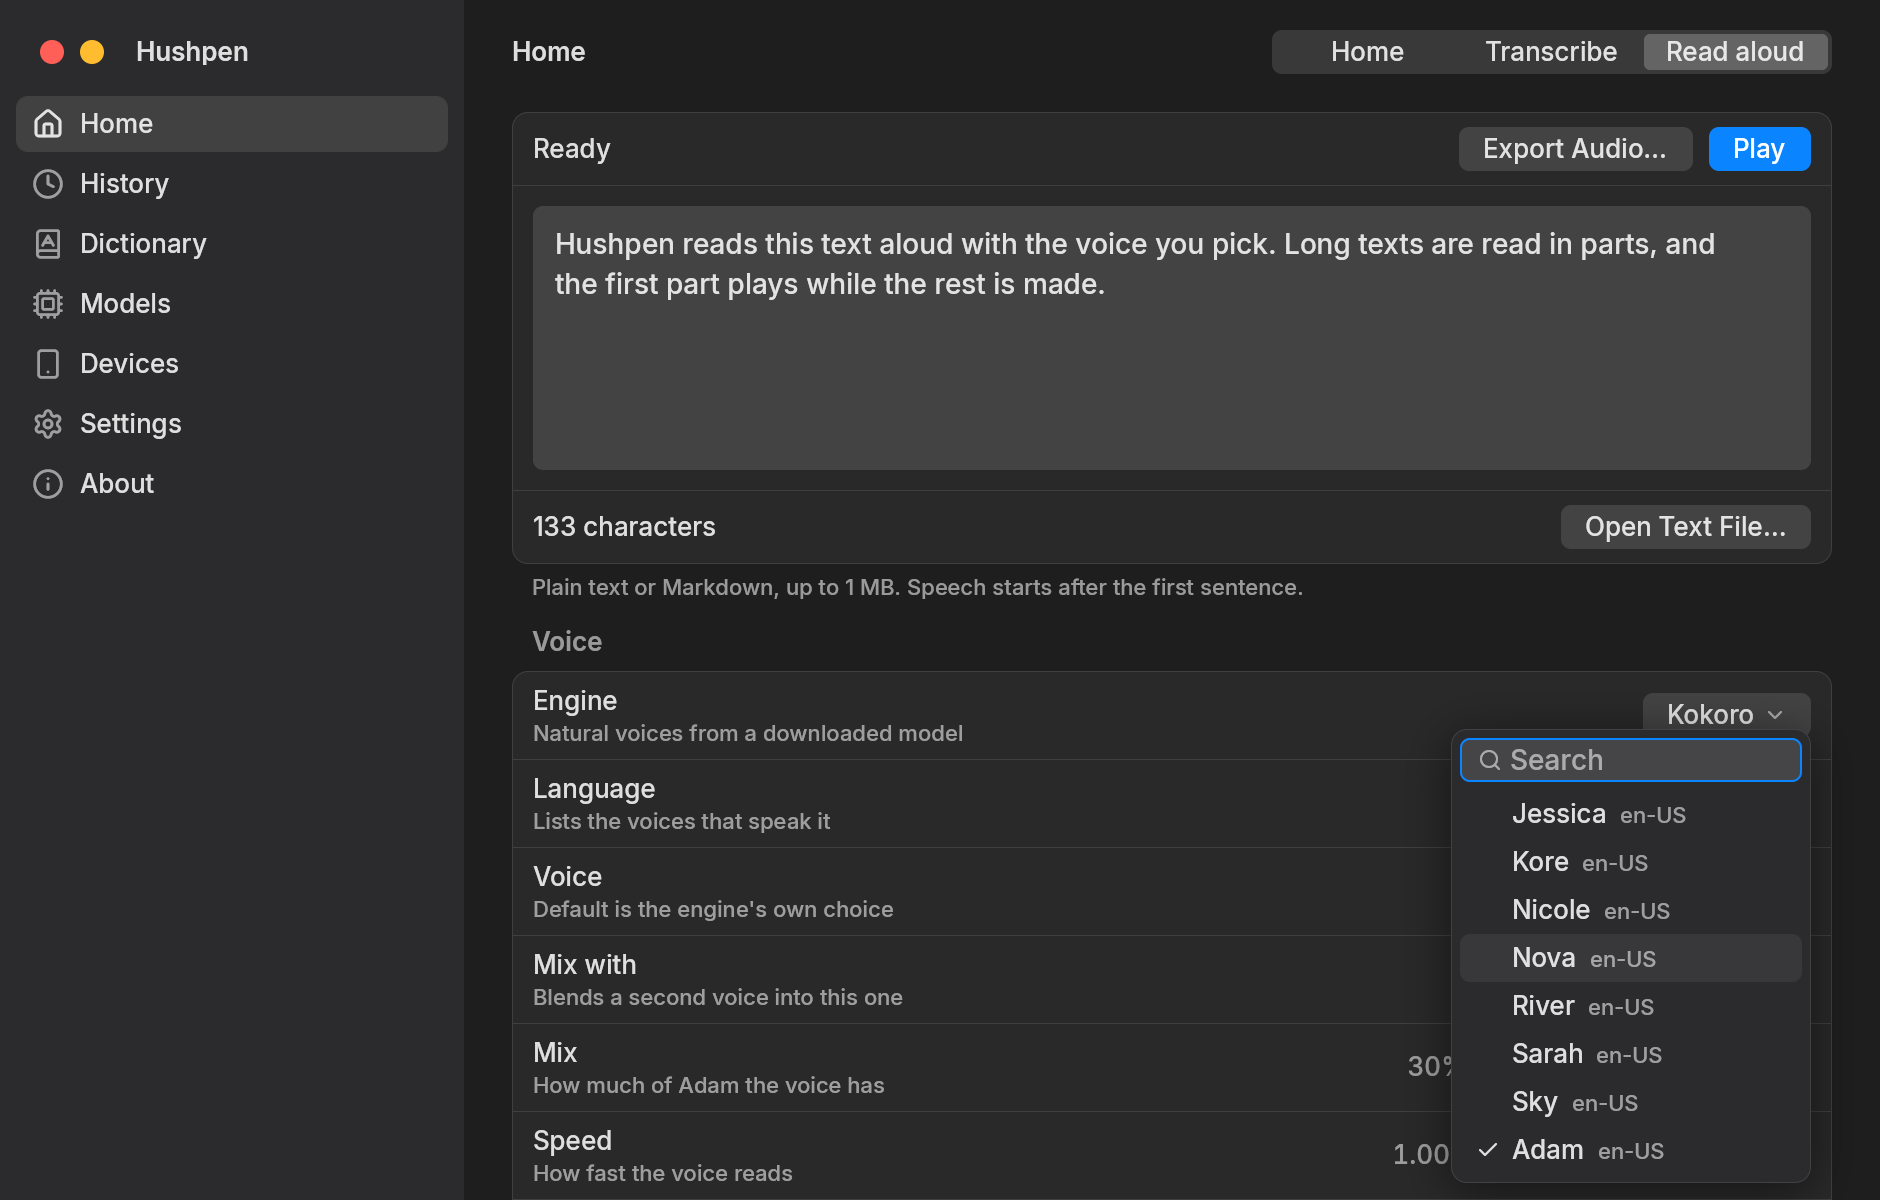 Hushpen
Home
History
Dictionary
Models
Devices
Settings
About
Home
Home Transcribe Read aloud
Ready
Export Audio... Play
Hushpen reads this text aloud with the voice you pick. Long texts are read in parts, and
the first part plays while the rest is made.
133 characters
Open Text File...
Plain text or Markdown, up to 1 MB. Speech starts after the first sentence.
Voice
Engine
Natural voices from a downloaded model
Kokoro
Language
Lists the voices that speak it
Voice
Default is the engine's own choice
Mix with
Blends a second voice into this one
Mix
How much of Adam the voice has
30%
Speed
How fast the voice reads
1.00
Search
Jessica en-US
Kore en-US
Nicole en-US
Nova en-US
River en-US
Sarah en-US
Sky en-US
Adam en-US